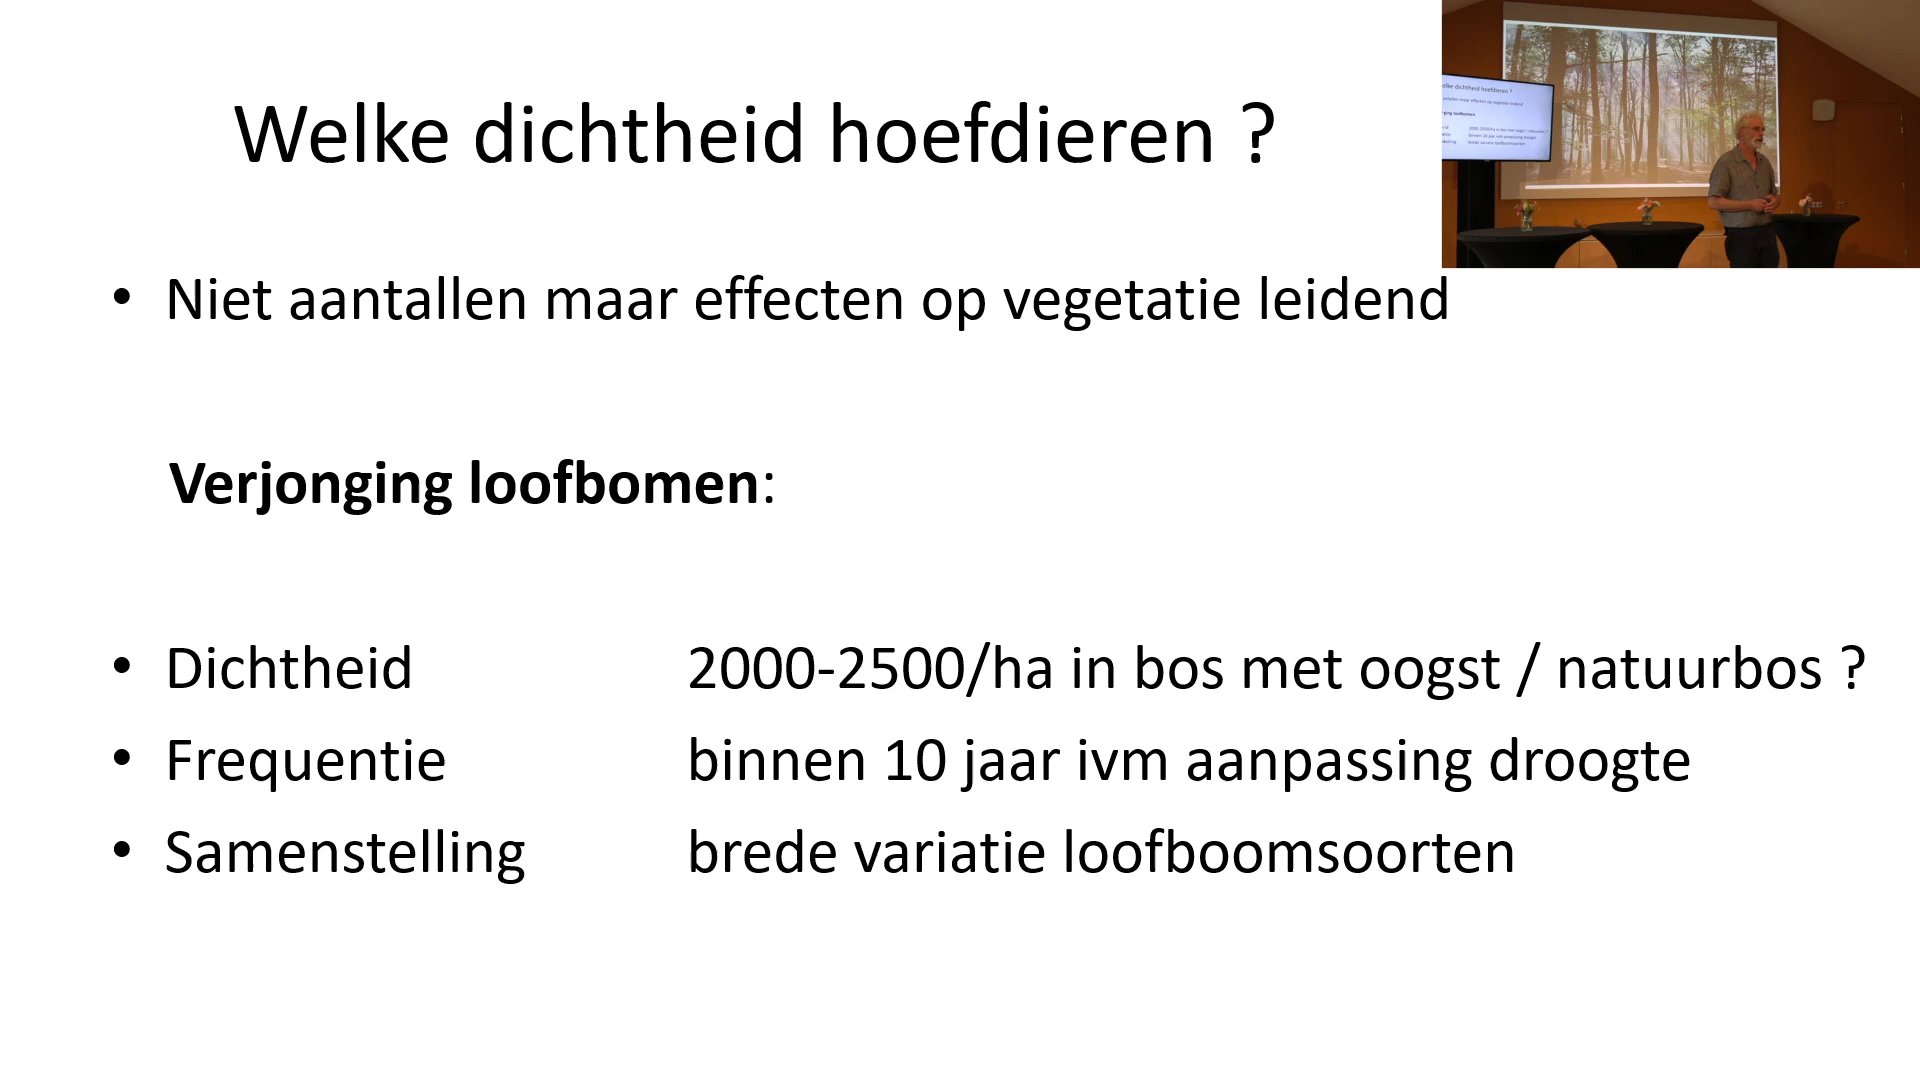 Welke dichtheid hoefdieren ?
• Niet aantallen maar effecten op vegetatie leidend
Verjonging loofbomen:
• Dichtheid 2000-2500/ha in bos met oogst / natuurbos ?
• Frequentie binnen 10 jaar ivm aanpassing droogte
• Samenstelling brede variatie loofboomsoorten